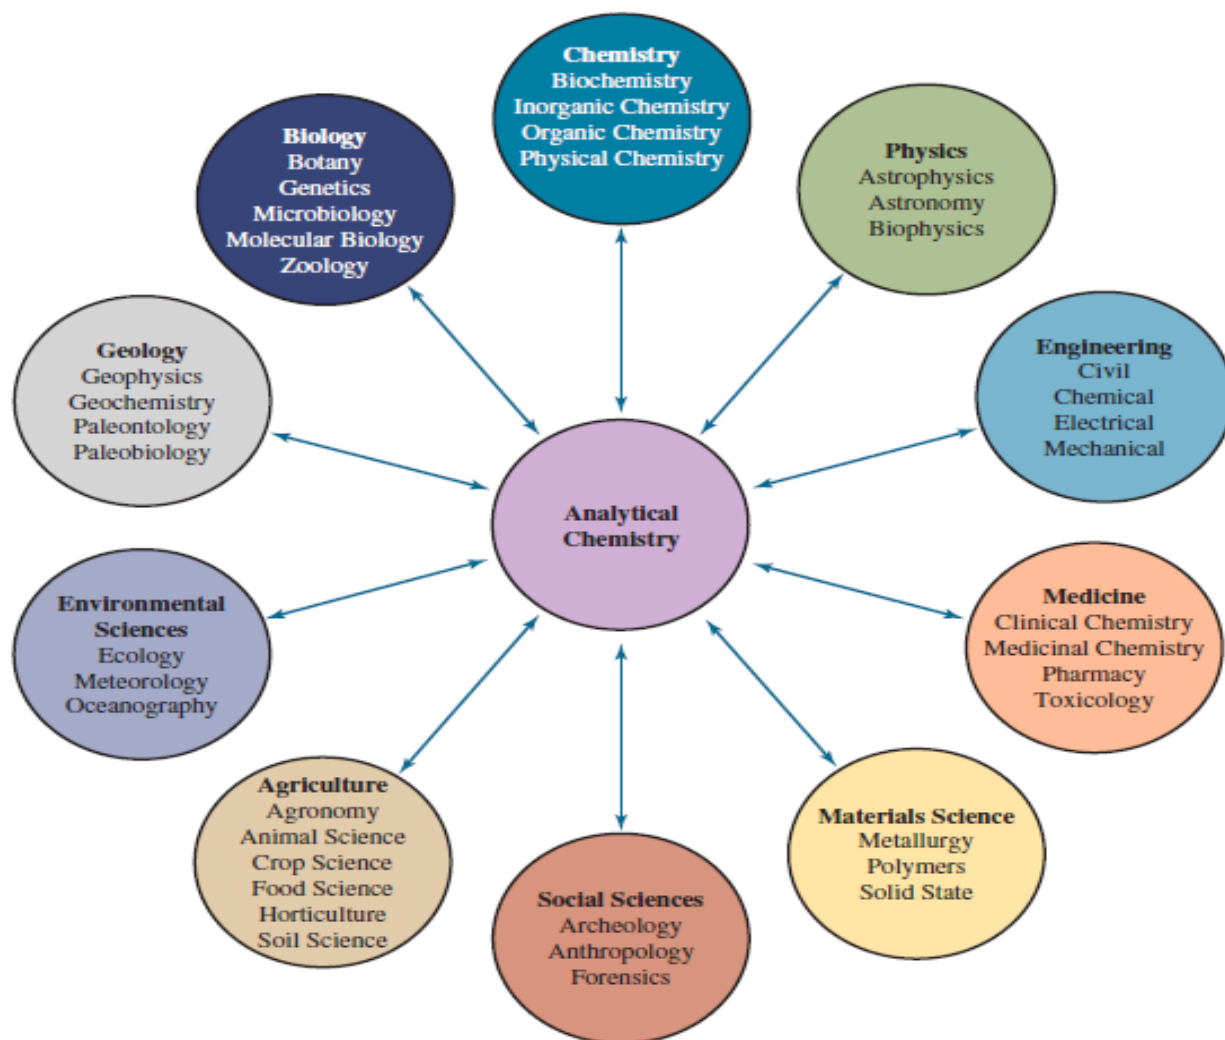 Chemistry
Biochemistry
Inorganic Chemistry
Organic Chemistry
Physical Chemistry
Biology
Botany
Genetics
Microbiology
Molecular Biology
Zoology
Physics
Astrophysics
Astronomy
Biophysics
Geology
Geophysics
Geochemistry
Paleontology
Paleobiology
Engineering
Civil
Chemical
Electrical
Mechanical
Analytical
Chemistry
Environmental
Sciences
Ecology
Meteorology
Oceanography
Medicine
Clinical Chemistry
Medicinal Chemistry
Pharmacy
Toxicology
Agriculture
Agronomy
Animal Science
Crop Science
Food Science
Horticulture
Soil Science
Social Sciences
Archeology
Anthropology
Forensics
Materials Science
Metallurgy
Polymers
Solid State